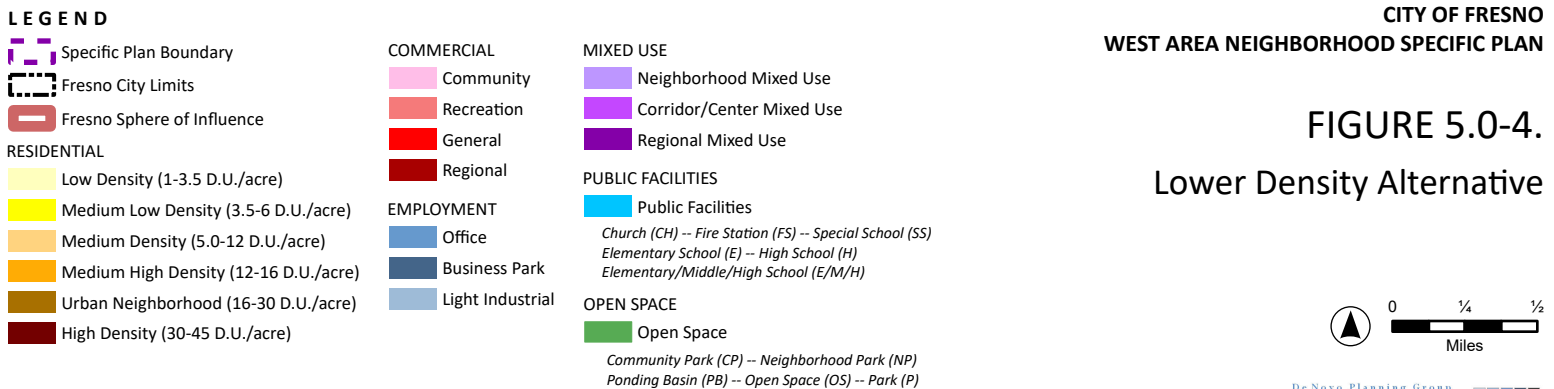 LEGEND
Specific Plan Boundary
Fresno City Limits
Fresno Sphere of Influence
RESIDENTIAL
Low Density (1-3.5 D.U./acre)
Medium Low Density (3.5-6 D.U./acre)
Medium Density (5.0-12 D.U./acre)
Medium High Density (12-16 D.U./acre)
Urban Neighborhood (16-30 D.U./acre)
High Density (30-45 D.U./acre)
COMMERCIAL
Community
Recreation
General
Regional
EMPLOYMENT
Office
Business Park
Light Industrial
MIXED USE
Neighborhood Mixed Use
Corridor/Center Mixed Use
Regional Mixed Use
PUBLIC FACILITIES
Public Facilities
Church (CH) -- Fire Station (FS) -- Special School (SS)
Elementary School (E) -- High School (H)
Elementary/Middle/High School (E/M/H)
OPEN SPACE
Open Space
Community Park (CP) -- Neighborhood Park (NP)
Ponding Basin (PB) -- Open Space (OS) -- Park (P)
CITY OF FRESNO
WEST AREA NEIGHBORHOOD SPECIFIC PLAN
FIGURE 5.0-4.
Lower Density Alternative
0 ¼ ½
Miles
De Novo Planning Group